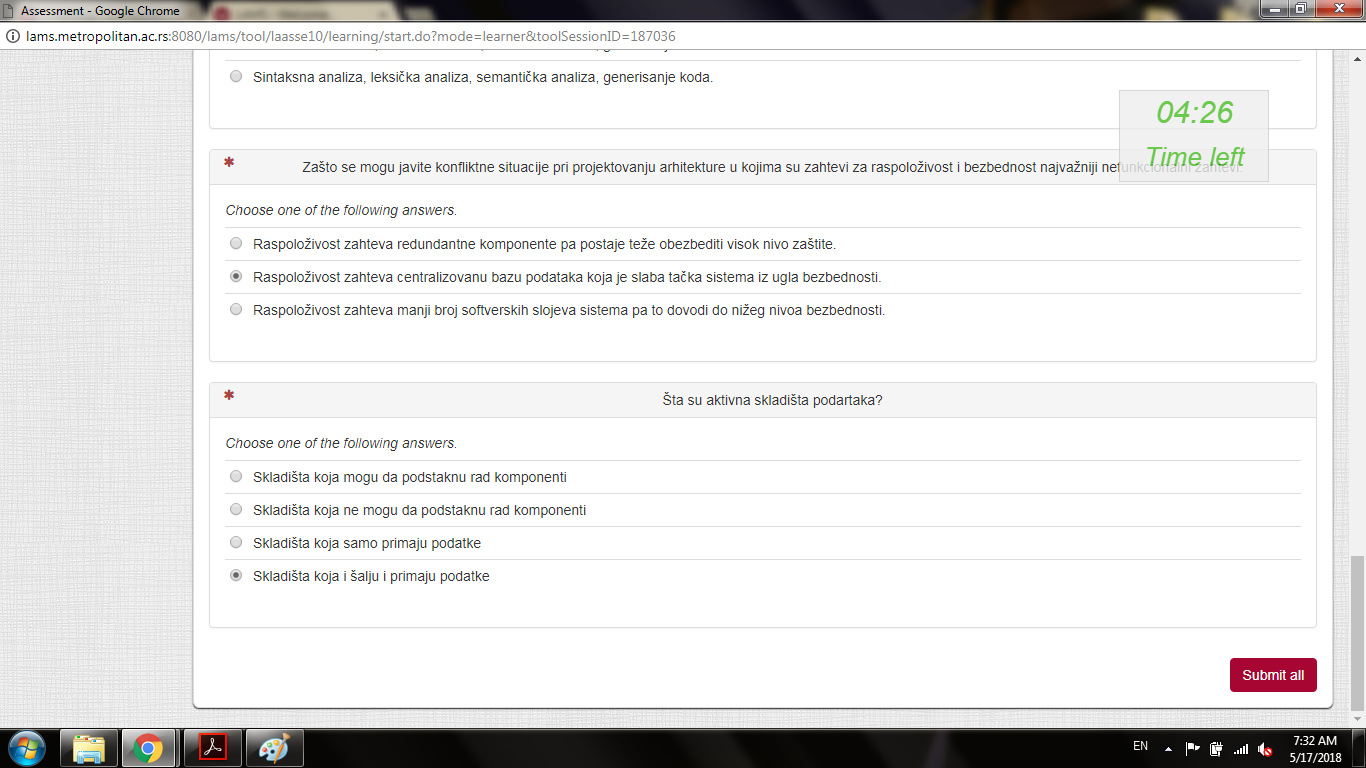 Assessment - Google Chrome
lams.metropolitan.ac.rs:8080/lams/tool/laasse10/learning/start.do?mode=learner&toolSessionID=187036
Sintaksna analiza, leksička analiza, semantička analiza, generisanje koda.
04:26
Time left
Zašto se mogu javite konfliktne situacije pri projektovanju arhitekture u kojima su zahtevi za raspoloživost i bezbednost najvažniji nefunkcionalni zahtevi.
Choose one of the following answers.
Raspoloživost zahteva redundantne komponente pa postaje teže obezbediti visok nivo zaštite.
Raspoloživost zahteva centralizovanu bazu podataka koja je slaba tačka sistema iz ugla bezbednosti.
Raspoloživost zahteva manji broj softverskih slojeva sistema pa to dovodi do nižeg nivoa bezbednosti.
Šta su aktivna skladišta podartaka?
Choose one of the following answers.
Skladišta koja mogu da podstaknu rad komponenti
Skladišta koja ne mogu da podstaknu rad komponenti
Skladišta koja samo primaju podatke
Skladišta koja i šalju i primaju podatke
Submit all
EN
7:32 AM
5/17/2018